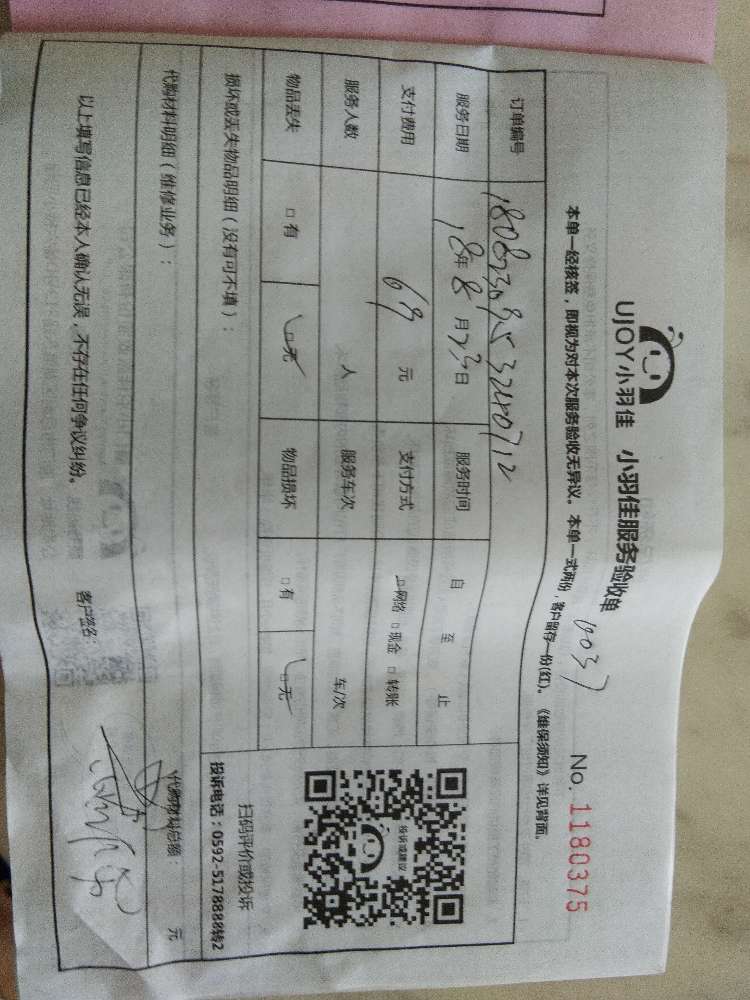 UJOY小羽佳 小羽佳服务验收单
10037 No. 1180375
本单一经核签，即视为对本次服务验收无异议。本单一式两份，客户留存一份(红)。《维保须知》详见背面。
订单编号
服务日期 18年8月23日 服务时间 自 至 止
支付费用 69元 支付方式 □网络 □现金 □转账
服务人数 人 服务车次 车/次
物品丢失 □有 □无 物品损坏 □有 □无
投诉或建议
扫码评价或投诉
投诉电话：0592-5178888转2
损坏或丢失物品明细（没有可不填）：
代购材料明细（维修业务）： 代购材料总额： 元
以上填写信息已经本人确认无误，不存在任何争议纠纷。 客户签名：